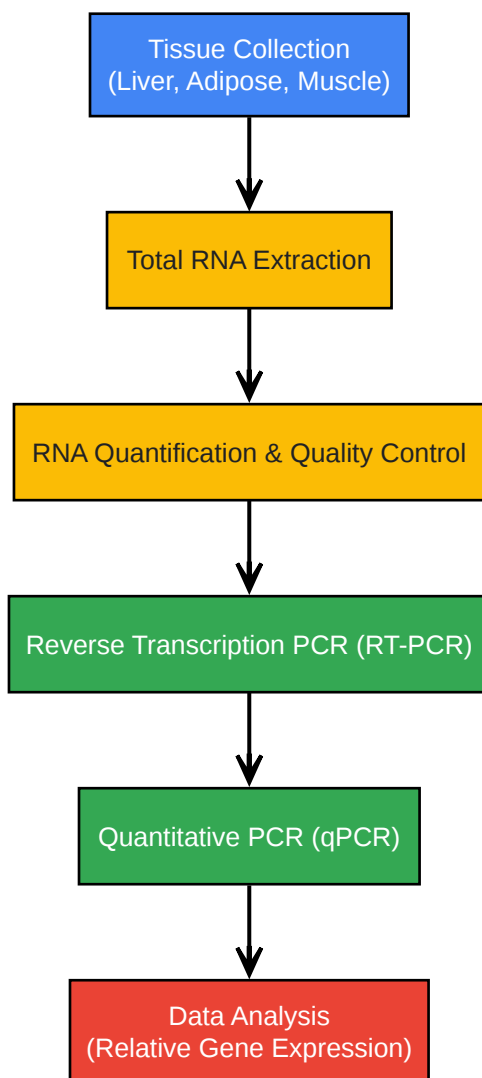 Tissue Collection
(Liver, Adipose, Muscle)
Total RNA Extraction
RNA Quantification & Quality Control
Reverse Transcription PCR (RT-PCR)
Quantitative PCR (qPCR)
Data Analysis
(Relative Gene Expression)